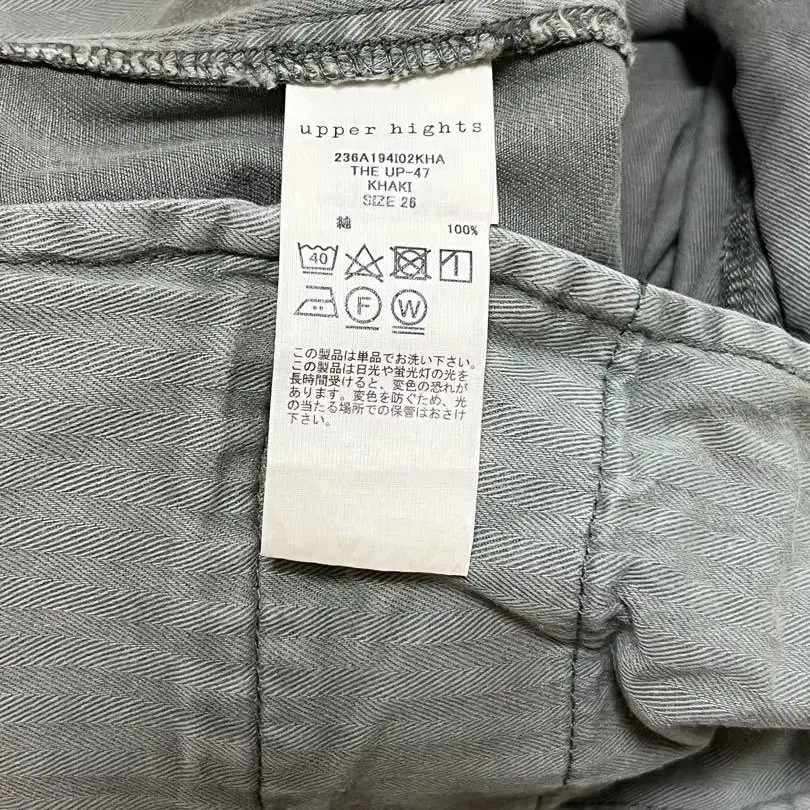 upper hights
236A194I02KHA
THE UP-47
KHAKI
SIZE 26
綿 100%
40
F W
この製品は単品でお洗い下さい。
この製品は日光や蛍光灯の光を
長時間受けると、変色の恐れが
あります。変色を防ぐため、光
の当たる場所での保管はおさけ
下さい。